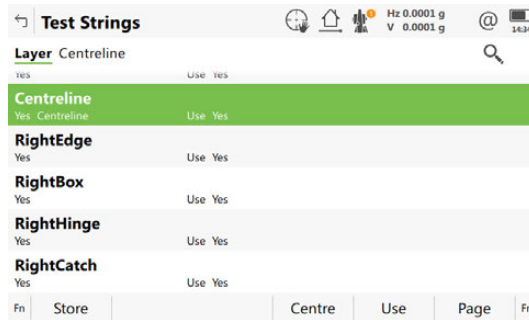 Test Strings
Hz 0.0001 g
V 0.0001 g
@
Layer Centreline
Yes Use Yes
Centreline
Yes Centreline Use Yes
RightEdge
Yes Use Yes
RightBox
Yes Use Yes
RightHinge
Yes Use Yes
RightCatch
Yes Use Yes
Fn Store Centre Use Page